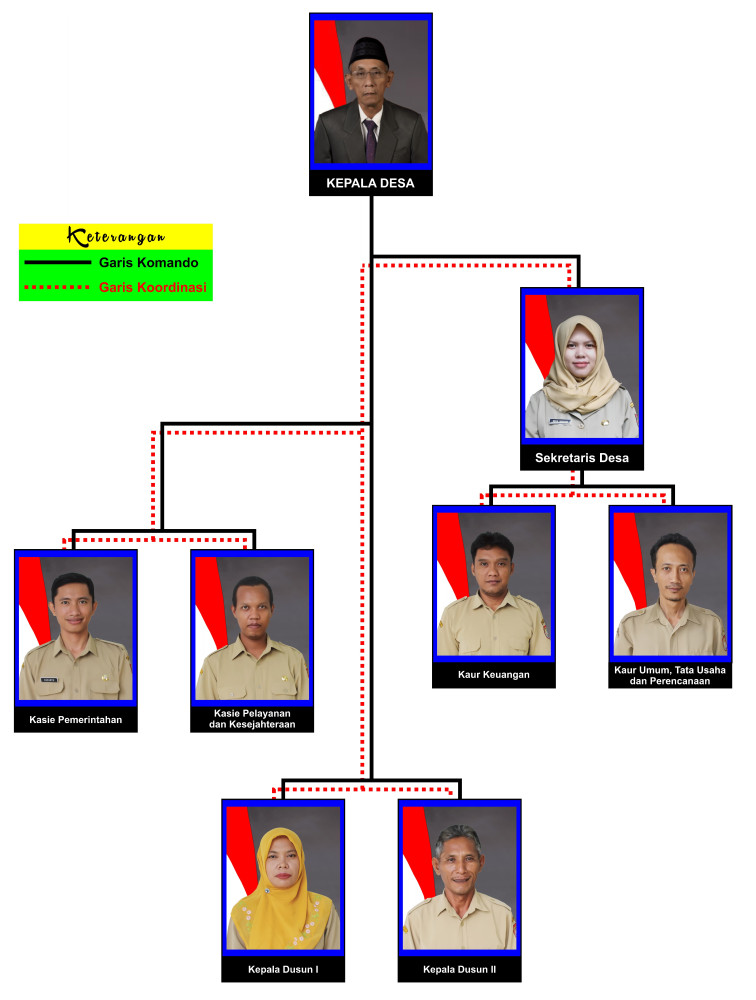 KEPALA DESA
Keterangan
Garis Komando
Garis Koordinasi
Sekretaris Desa
Kaur Keuangan
Kaur Umum, Tata Usaha
dan Perencanaan
Kasie Pemerintahan
Kasie Pelayanan
dan Kesejahteraan
Kepala Dusun I
Kepala Dusun II